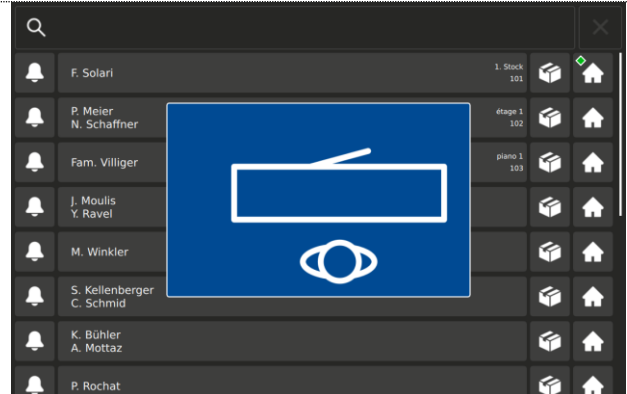 F. Solari
1. Stock
101
P. Meier
N. Schaffner
étage 1
102
Fam. Villiger
piano 1
103
J. Moulis
Y. Ravel
M. Winkler
S. Kellenberger
C. Schmid
K. Bühler
A. Mottaz
P. Rochat